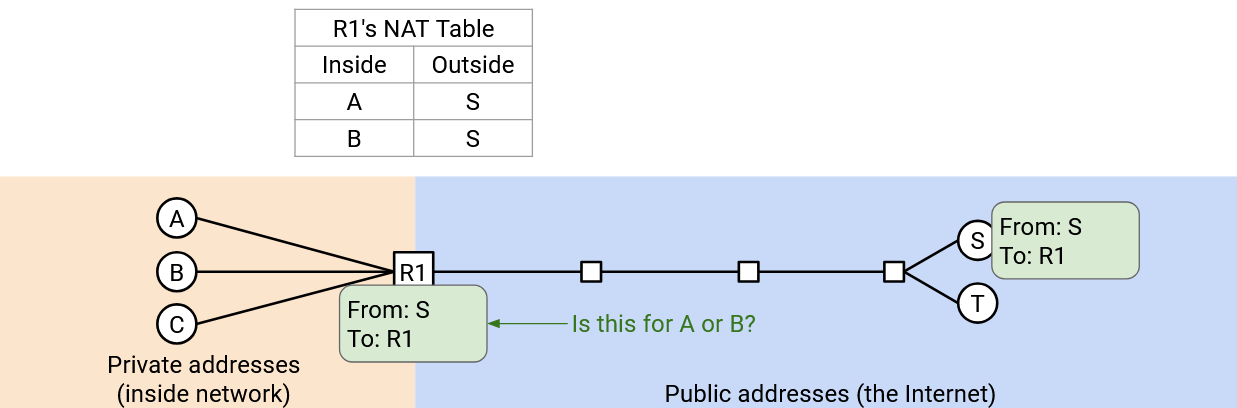 R1's NAT Table
Inside Outside
A S
B S
A
B
C
R1
S
T
From: S
To: R1
From: S
To: R1
Is this for A or B?
Private addresses
(inside network)
Public addresses (the Internet)